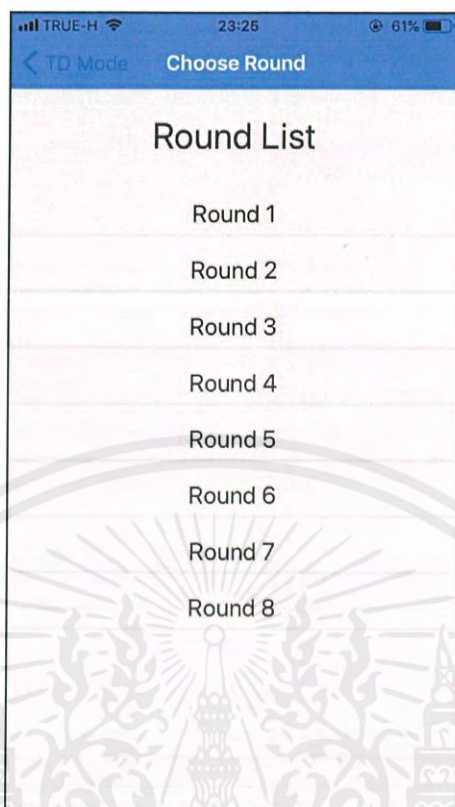 TRUE-H 23:25 61%
TD Mode Choose Round
Round List
Round 1
Round 2
Round 3
Round 4
Round 5
Round 6
Round 7
Round 8